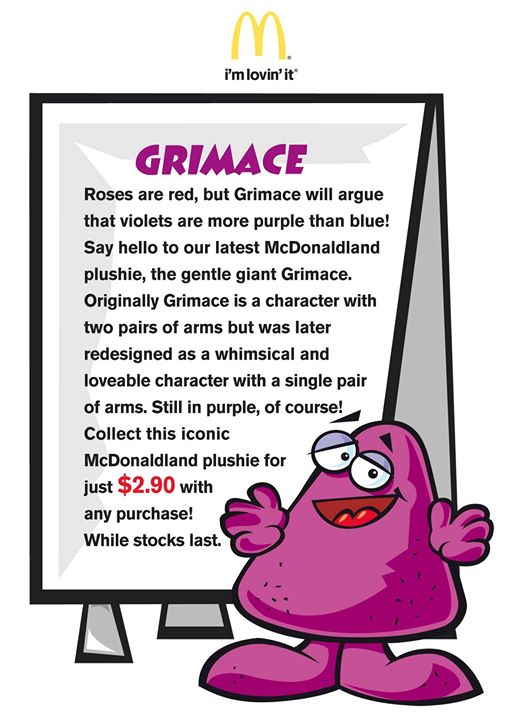 i'm lovin' it®
GRIMACE
Roses are red, but Grimace will argue
that violets are more purple than blue!
Say hello to our latest McDonaldland
plushie, the gentle giant Grimace.
Originally Grimace is a character with
two pairs of arms but was later
redesigned as a whimsical and
loveable character with a single pair
of arms. Still in purple, of course!
Collect this iconic
McDonaldland plushie for
just $2.90 with
any purchase!
While stocks last.